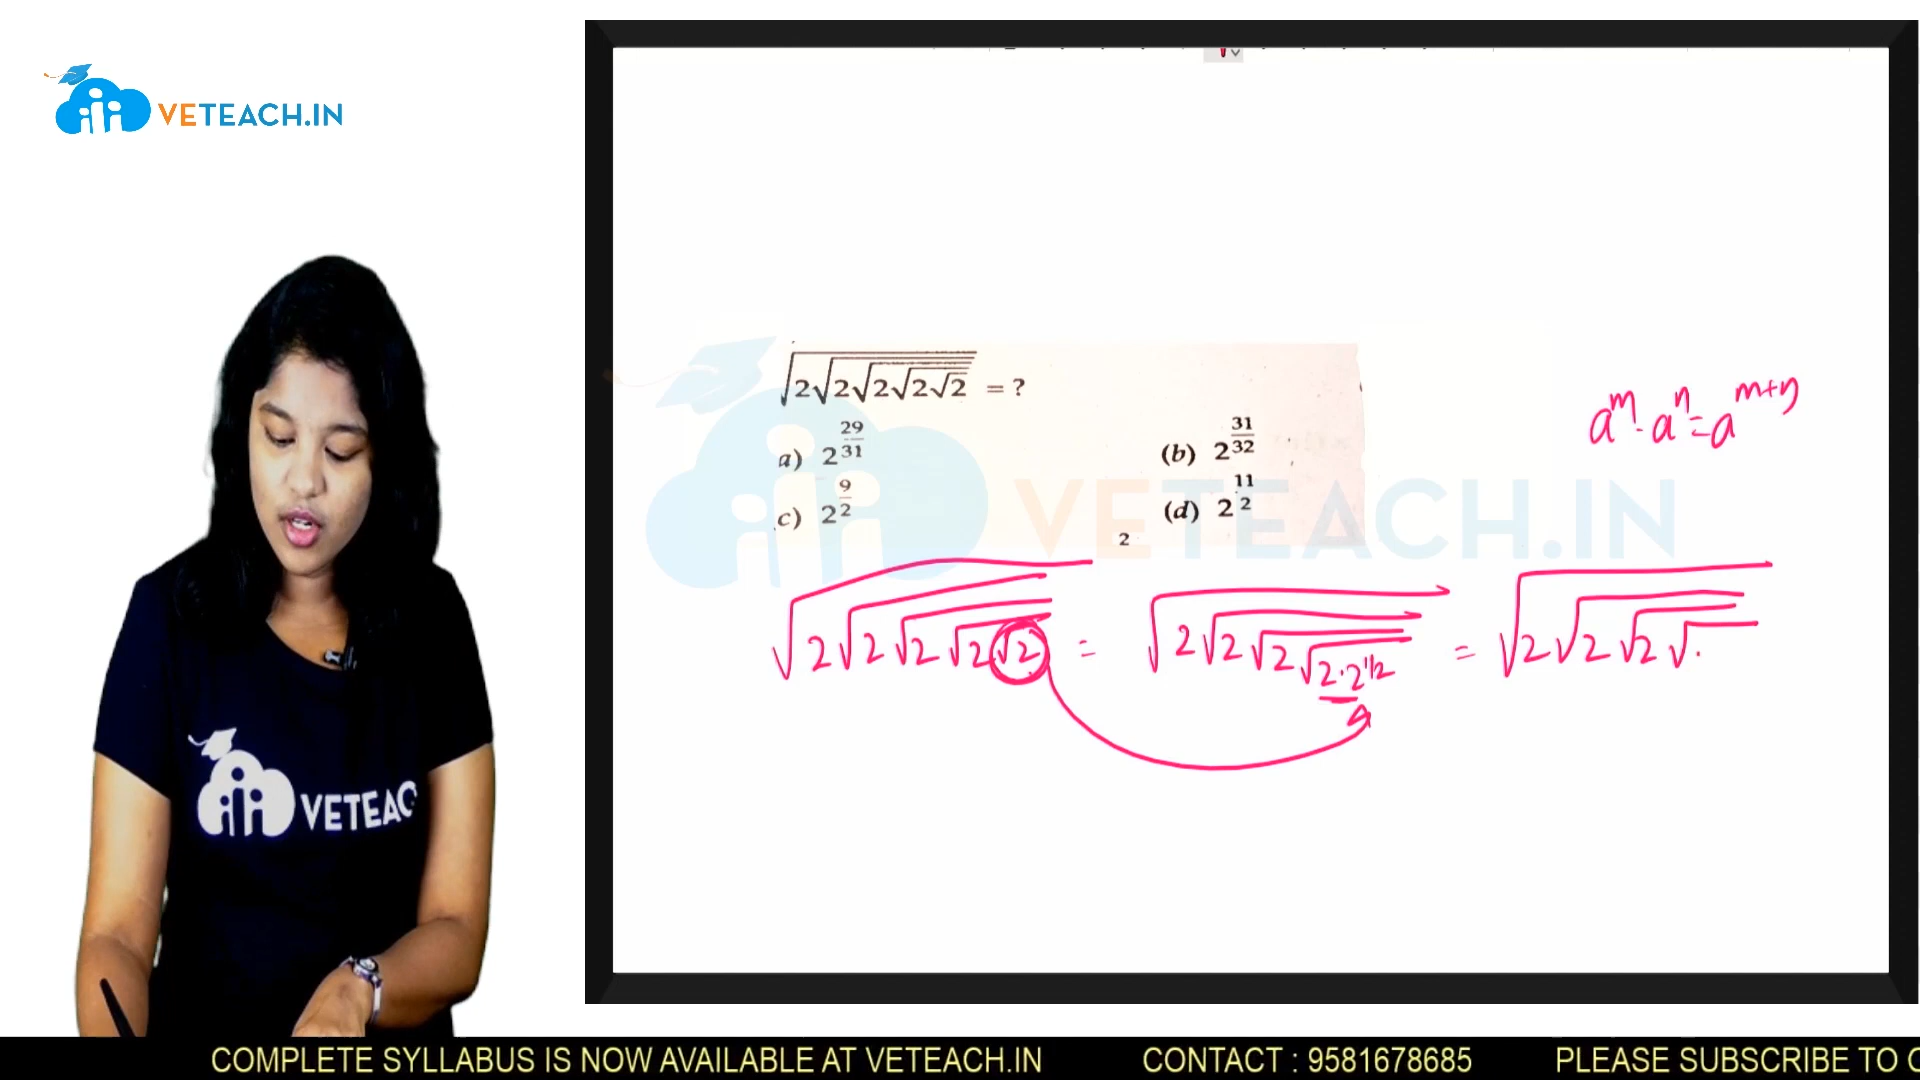 VETEACH.IN
√2√2√2√2√2 = ?
a) 2^(29/31)
(b) 2^(31/32)
c) 2^(9/2)
(d) 2^(11/2)
2
a^m . a^n = a^(m+n)
VETEACH.IN
√2√2√2√2√2 = √2√2√2√2.2^(1/2) = √2√2√2√.
VETEAC
COMPLETE SYLLABUS IS NOW AVAILABLE AT VETEACH.IN CONTACT : 9581678685 PLEASE SUBSCRIBE TO